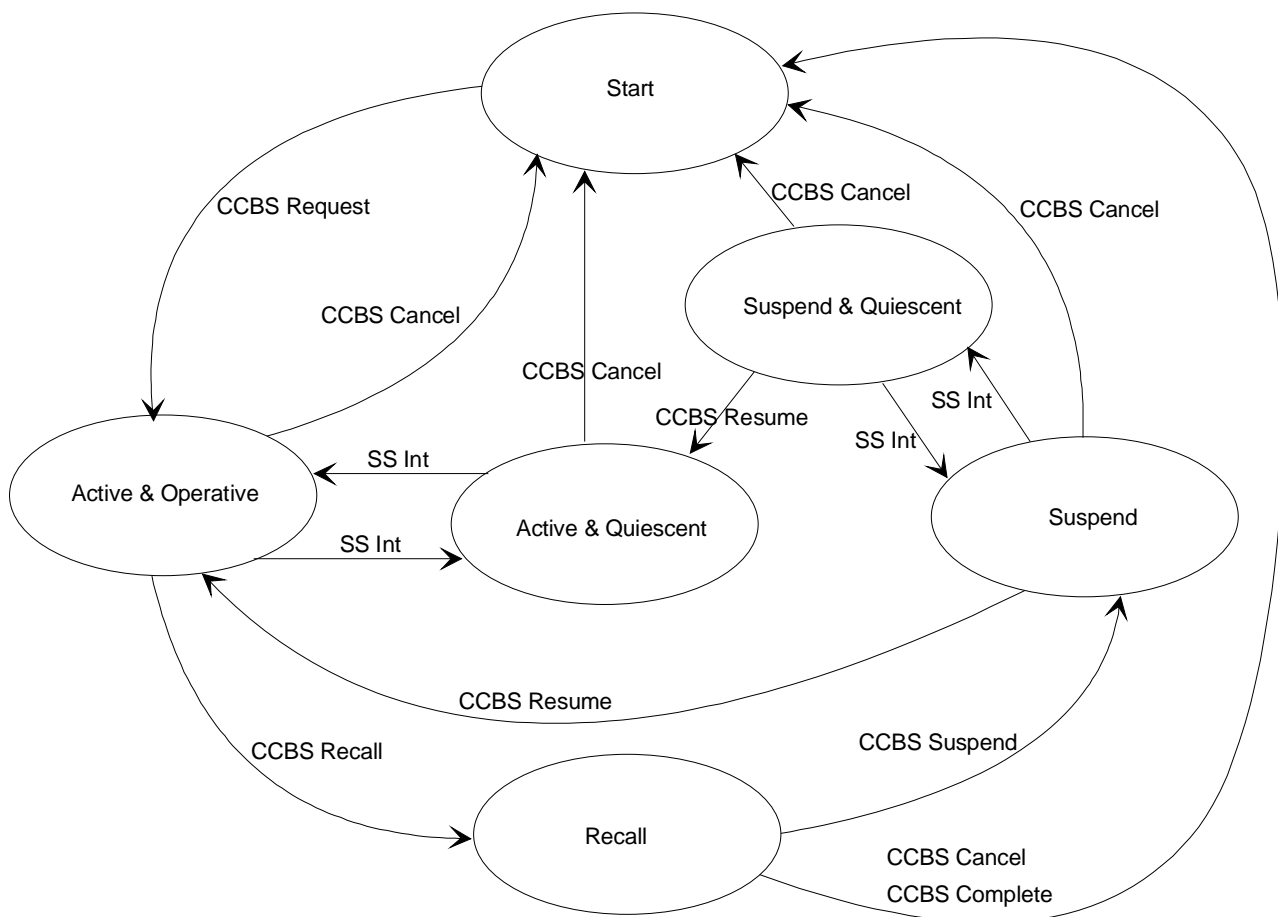 Start
CCBS Request
CCBS Cancel
CCBS Cancel
CCBS Cancel
Suspend & Quiescent
CCBS Cancel
CCBS Resume
SS Int
SS Int
SS Int
Active & Operative
Active & Quiescent
Suspend
SS Int
CCBS Resume
CCBS Recall
CCBS Suspend
Recall
CCBS Cancel
CCBS Complete